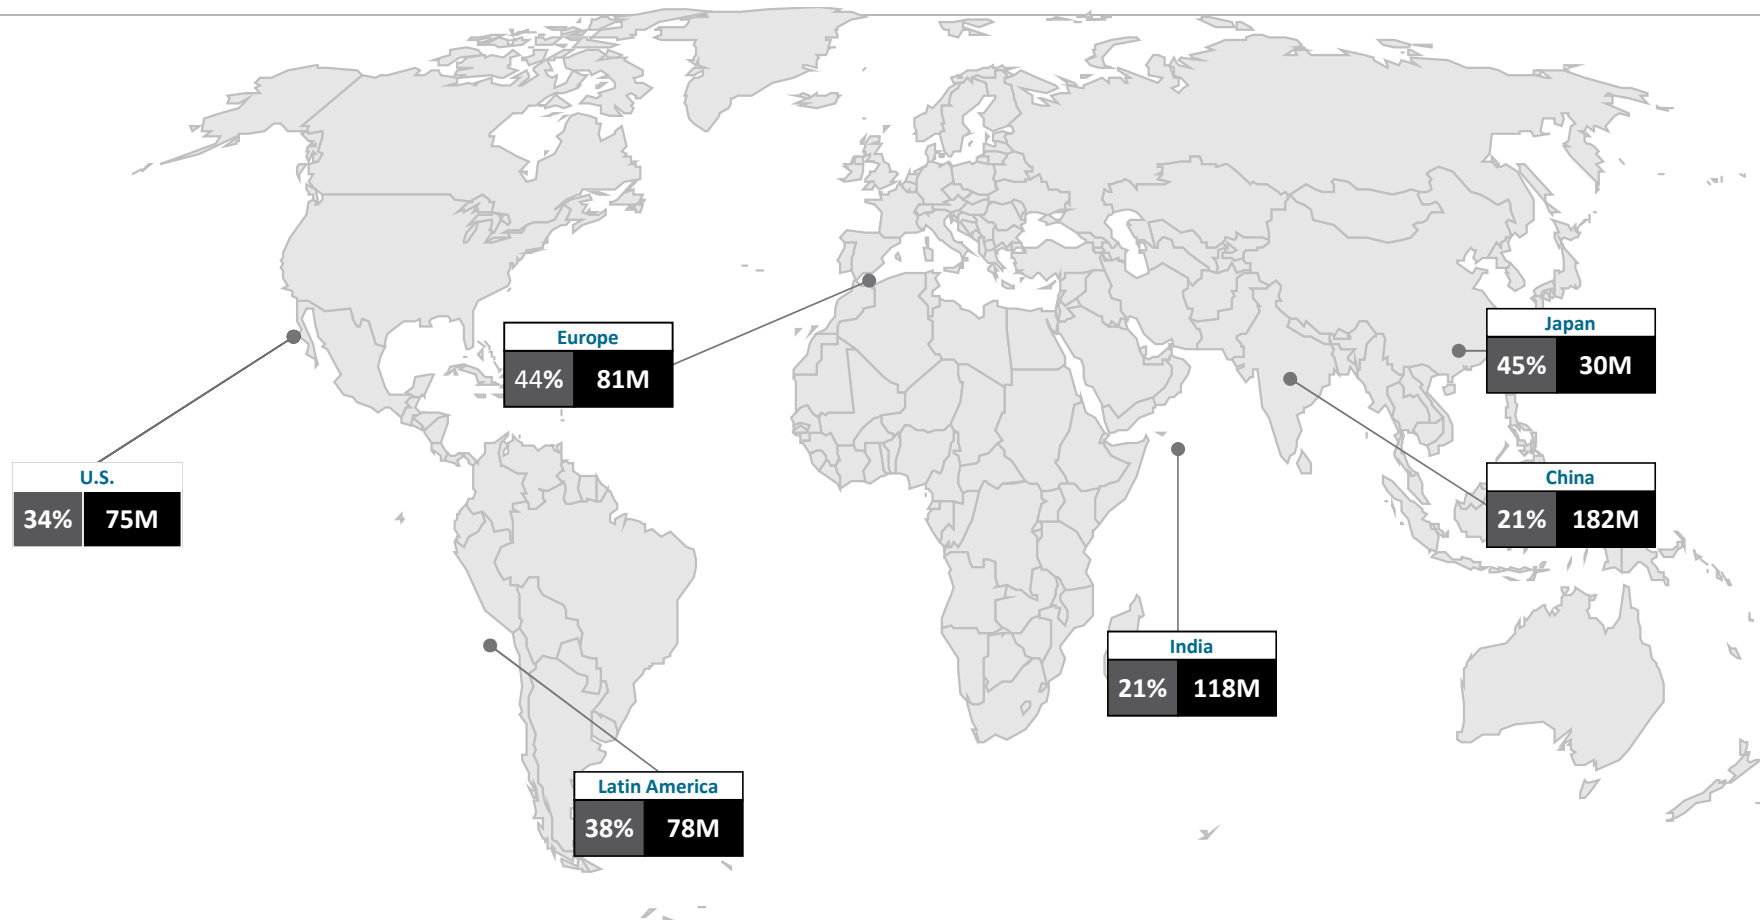 Japan
45% 30M
Europe
44% 81M
U.S.
34% 75M
China
21% 182M
India
21% 118M
Latin America
38% 78M